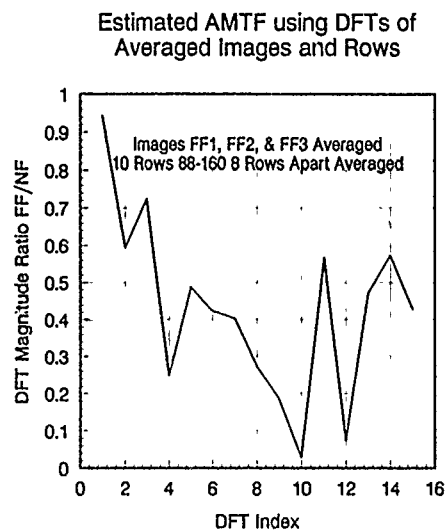 Estimated AMTF using DFTs of
Averaged Images and Rows
Images FF1, FF2, & FF3 Averaged
10 Rows 88-160 8 Rows Apart Averaged
DFT Magnitude Ratio FF/NF
1
0.9
0.8
0.7
0.6
0.5
0.4
0.3
0.2
0.1
0
0 2 4 6 8 10 12 14 16
DFT Index